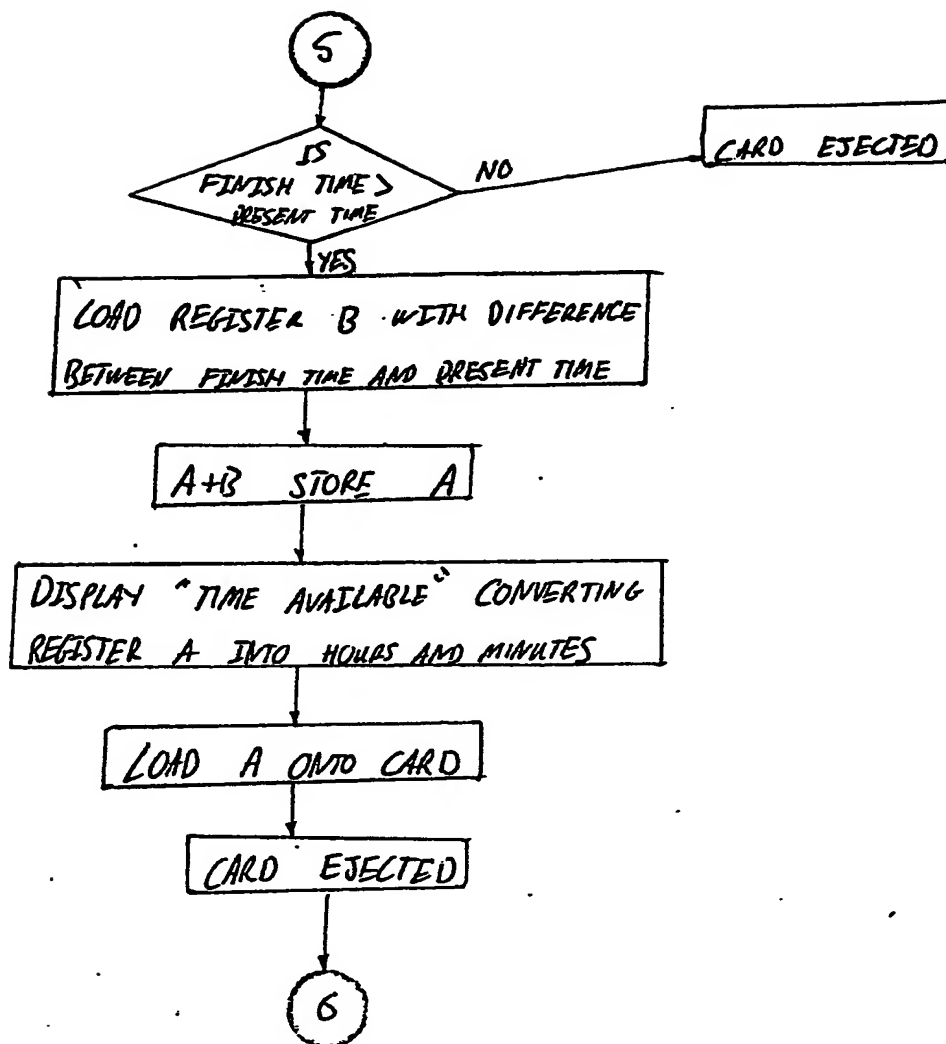 5
IS
FINISH TIME >
PRESENT TIME
NO
CARD EJECTED
YES
LOAD REGISTER B WITH DIFFERENCE
BETWEEN FINISH TIME AND PRESENT TIME
A+B STORE A
DISPLAY "TIME AVAILABLE" CONVERTING
REGISTER A INTO HOURS AND MINUTES
LOAD A ONTO CARD
CARD EJECTED
6